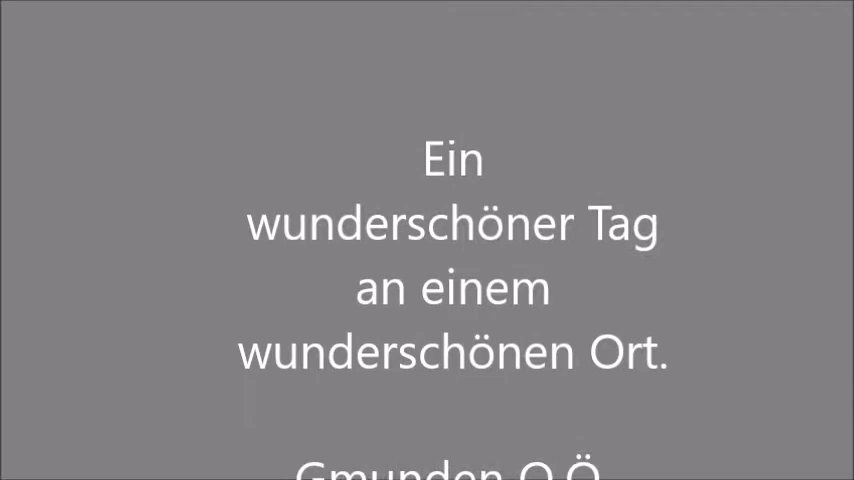 Ein
wunderschöner Tag
an einem
wunderschönen Ort.
Gmunden O.Ö.